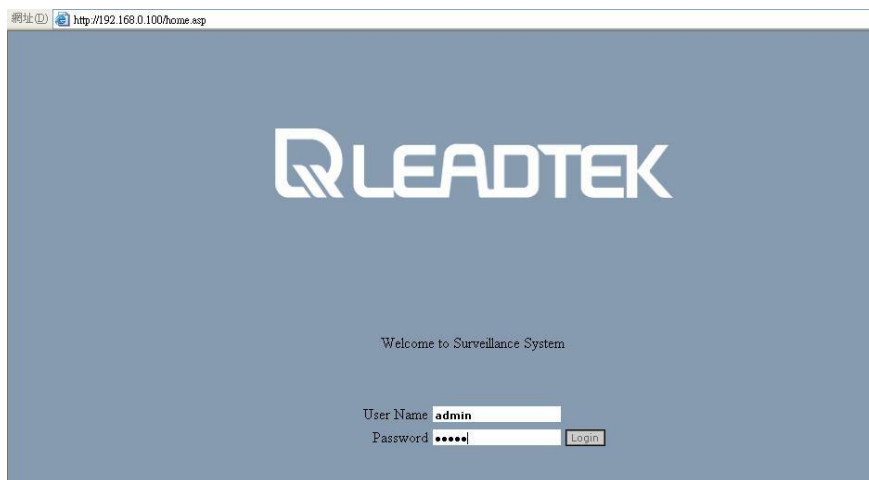 網址(D) http://192.168.0.100/home.asp
LEADTEK
Welcome to Surveillance System
User Name admin
Password ●●●●●  Login